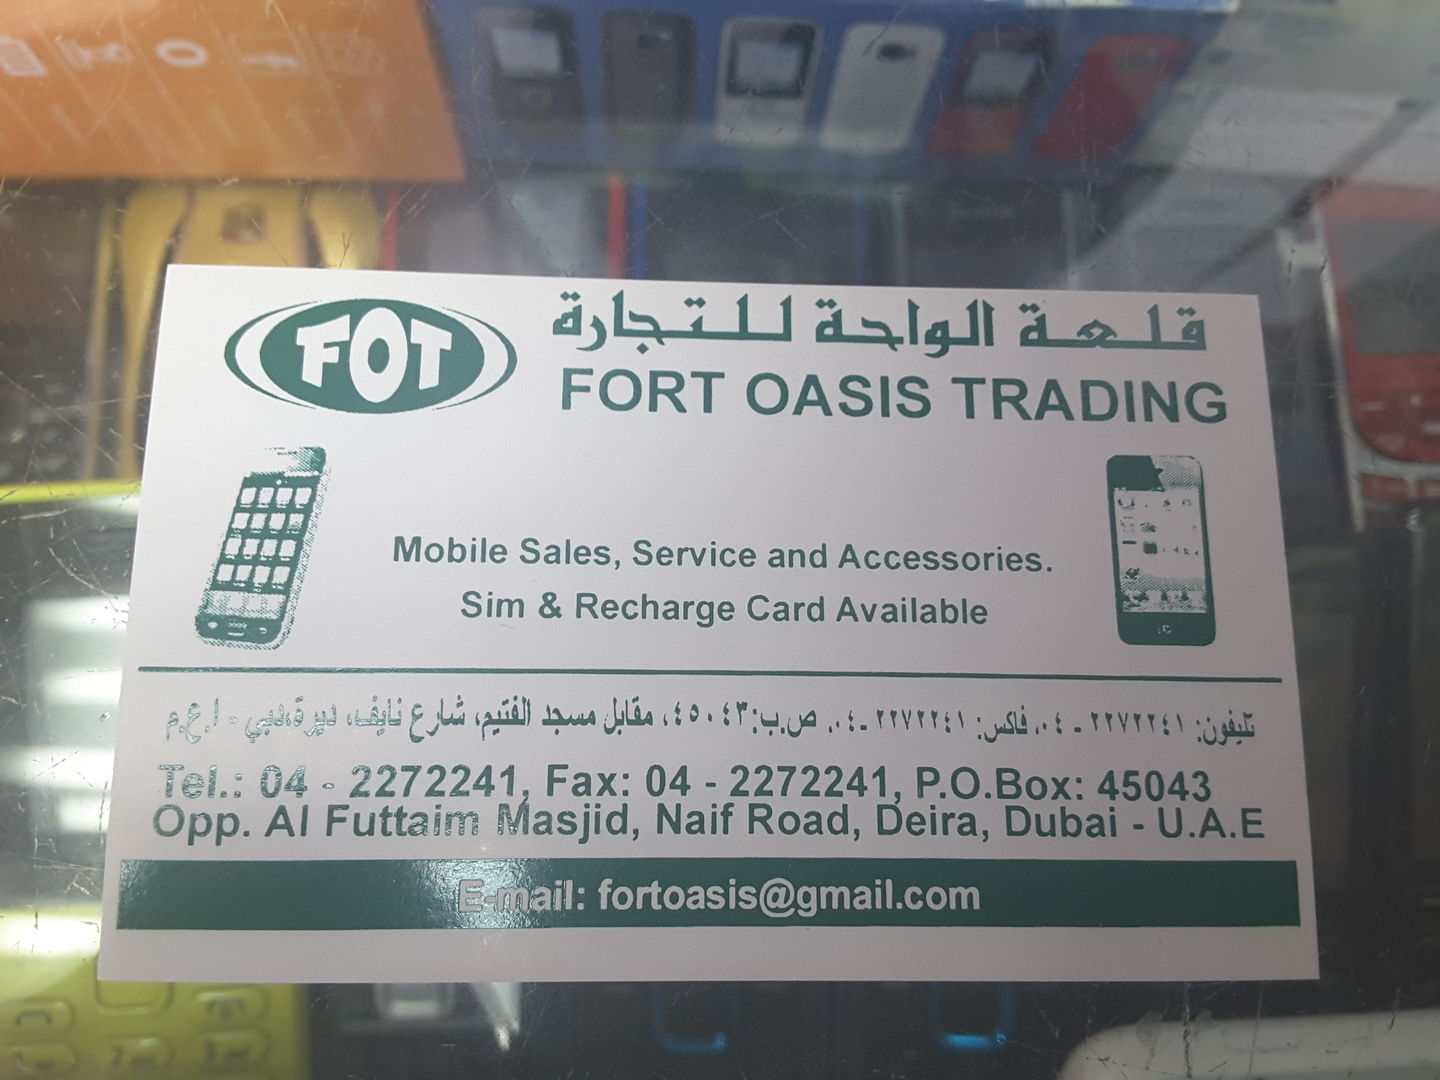 FOT
قلعة الواحة للتجارة
FORT OASIS TRADING
Mobile Sales, Service and Accessories.
Sim & Recharge Card Available
تليفون: ٢٢٧٢٢٤١ - ٠٤، فاكس: ٢٢٧٢٢٤١ -٠٤، ص.ب: ٤٥٠٤٣، مقابل مسجد الفتيم، شارع نايف، ديرة،دبي - ا.ع.م
Tel.: 04 - 2272241, Fax: 04 - 2272241, P.O.Box: 45043
Opp. Al Futtaim Masjid, Naif Road, Deira, Dubai - U.A.E
E-mail: fortoasis@gmail.com